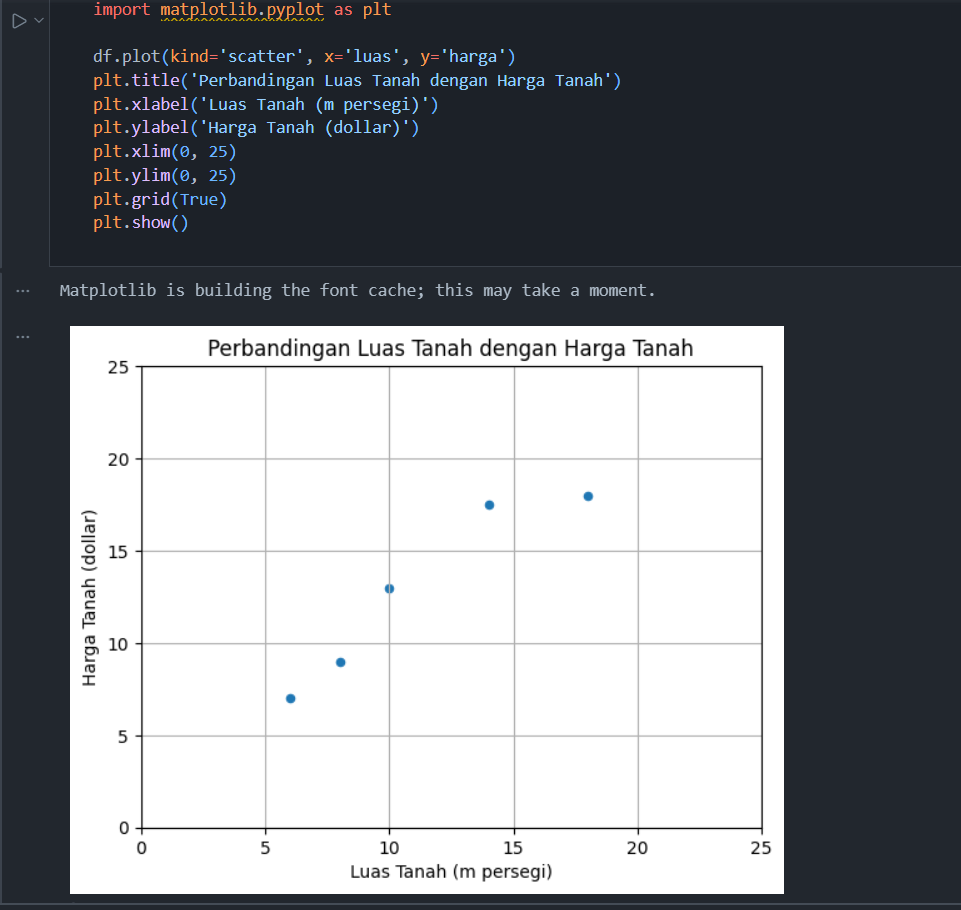 import matplotlib.pyplot as plt
df.plot(kind='scatter', x='luas', y='harga')
plt.title('Perbandingan Luas Tanah dengan Harga Tanah')
plt.xlabel('Luas Tanah (m persegi)')
plt.ylabel('Harga Tanah (dollar)')
plt.xlim(0, 25)
plt.ylim(0, 25)
plt.grid(True)
plt.show()
... Matplotlib is building the font cache; this may take a moment.
...
Perbandingan Luas Tanah dengan Harga Tanah
25
20
15
10
5
0
Harga Tanah (dollar)
0 5 10 15 20 25
Luas Tanah (m persegi)